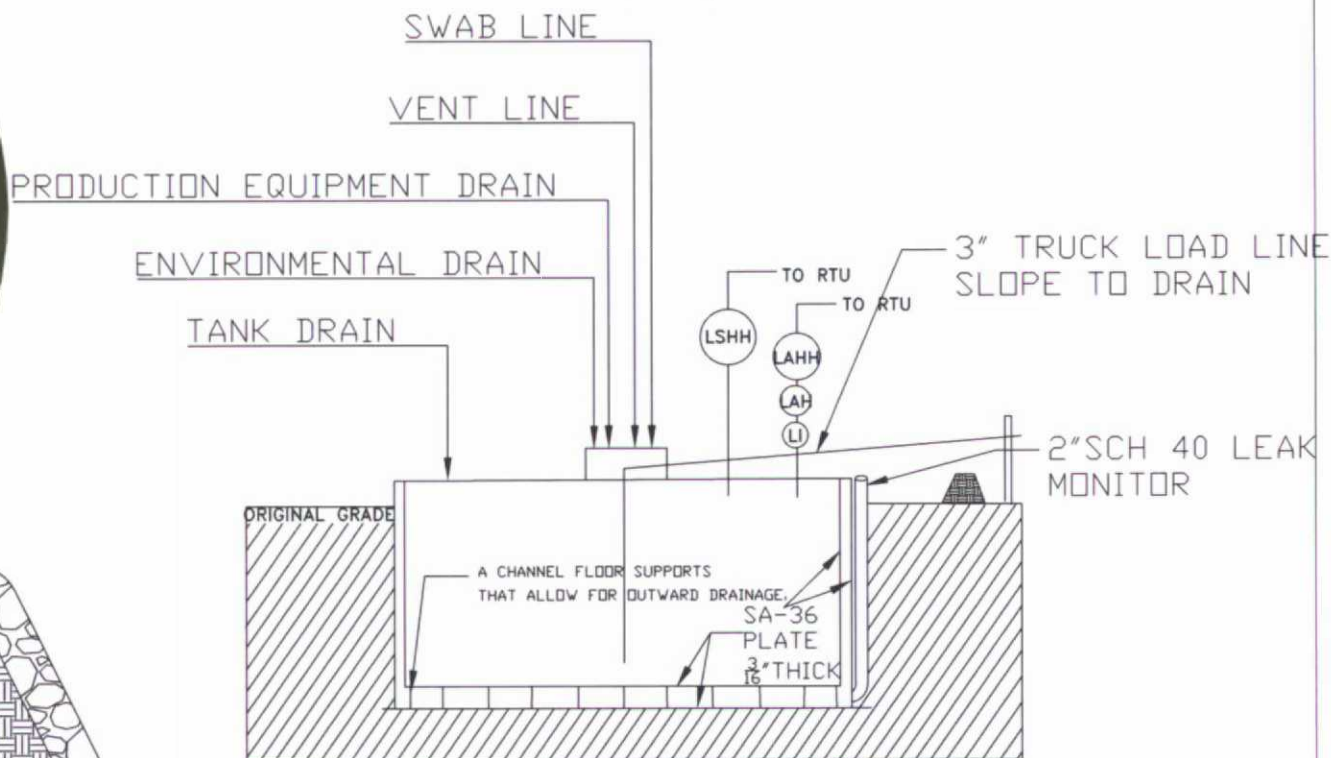 SWAB LINE
VENT LINE
PRODUCTION EQUIPMENT DRAIN
ENVIRONMENTAL DRAIN
TANK DRAIN
TO RTU
TO RTU
3" TRUCK LOAD LINE
SLOPE TO DRAIN
LSHH
LAHH
LAH
LI
2"SCH 40 LEAK
MONITOR
ORIGINAL GRADE
A CHANNEL FLOOR SUPPORTS
THAT ALLOW FOR OUTWARD DRAINAGE.
SA-36
PLATE
3/16"THICK